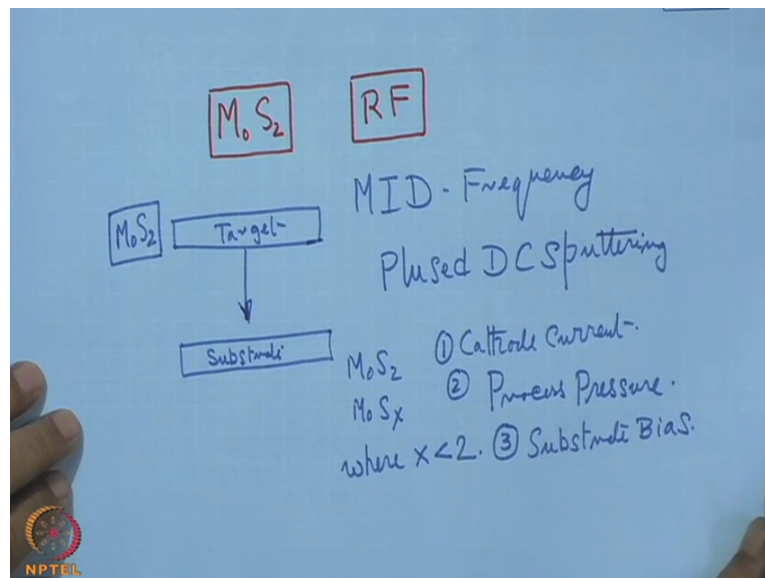 MoS2 RF
MID-Frequency
Plused DC Sputtering
MoS2 Target
Substrate
MoS2 ① Cathode Current.
MoSx ② Process Pressure.
where x<2. ③ Substrate Bias.
NPTEL